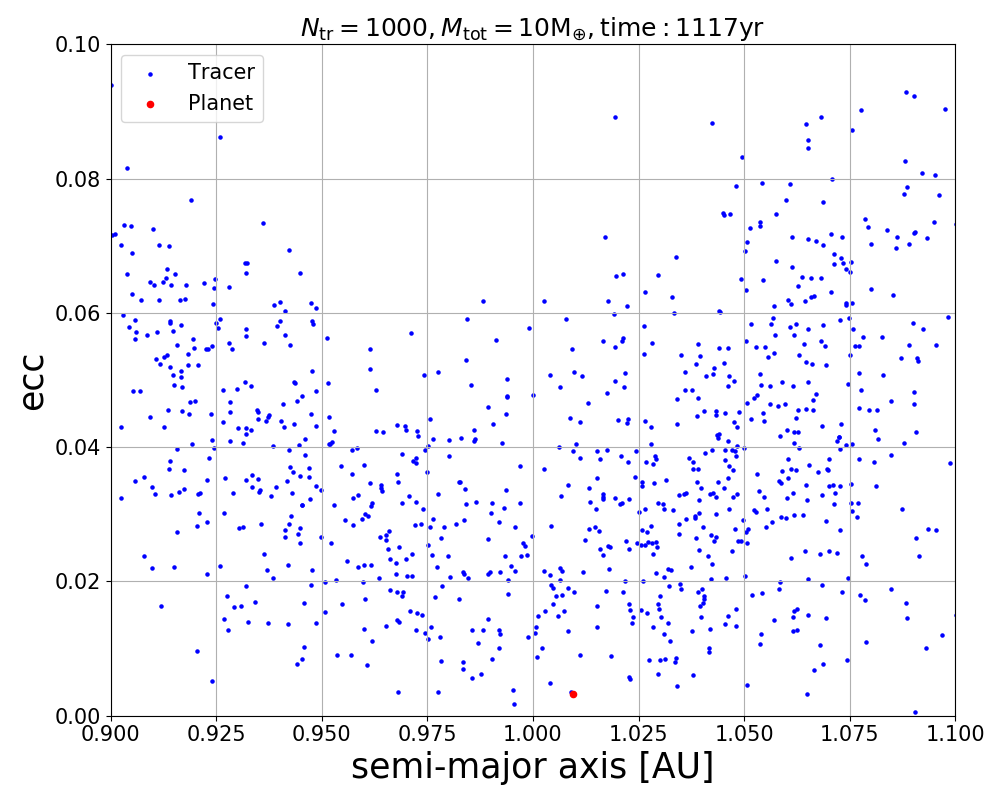 N_tr = 1000, M_tot = 10M_⊕, time : 1117yr
Tracer
Planet
ecc
0.10
0.08
0.06
0.04
0.02
0.00
0.900 0.925 0.950 0.975 1.000 1.025 1.050 1.075 1.100
semi-major axis [AU]